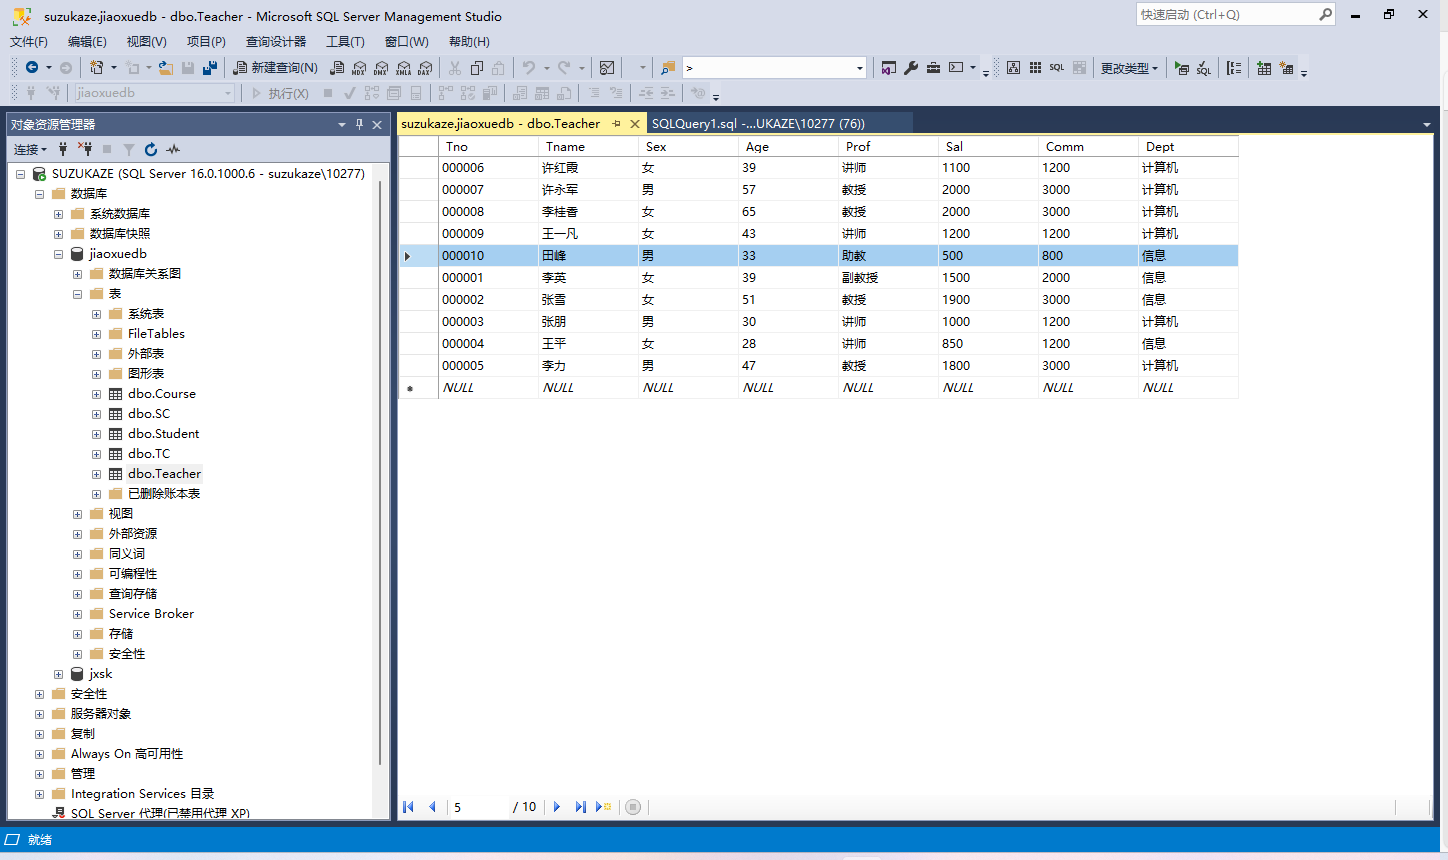 suzukaze.jiaoxuedb - dbo.Teacher - Microsoft SQL Server Management Studio
快速启动 (Ctrl+Q)
文件(F) 编辑(E) 视图(V) 项目(P) 查询设计器 工具(T) 窗口(W) 帮助(H)
新建查询(N) MDX DMX XMLA DAX > SQL 更改类型 SQL
jiaoxuedb 执行(X)
对象资源管理器
连接
SUZUKAZE (SQL Server 16.0.1000.6 - suzukaze\10277)
数据库
系统数据库
数据库快照
jiaoxuedb
数据库关系图
表
系统表
FileTables
外部表
图形表
dbo.Course
dbo.SC
dbo.Student
dbo.TC
dbo.Teacher
已删除账本表
视图
外部资源
同义词
可编程性
查询存储
Service Broker
存储
安全性
jxsk
安全性
服务器对象
复制
Always On 高可用性
管理
Integration Services 目录
SQL Server 代理(已禁用代理 XP)
suzukaze.jiaoxuedb - dbo.Teacher SQLQuery1.sql -...UKAZE\10277 (76))
Tno Tname Sex Age Prof Sal Comm Dept
000006 许红霞 女 39 讲师 1100 1200 计算机
000007 许永军 男 57 教授 2000 3000 计算机
000008 李桂香 女 65 教授 2000 3000 计算机
000009 王一凡 女 43 讲师 1200 1200 计算机
000010 田峰 男 33 助教 500 800 信息
000001 李英 女 39 副教授 1500 2000 信息
000002 张雪 女 51 教授 1900 3000 信息
000003 张朋 男 30 讲师 1000 1200 计算机
000004 王平 女 28 讲师 850 1200 信息
000005 李力 男 47 教授 1800 3000 计算机
NULL NULL NULL NULL NULL NULL NULL NULL
5 / 10
就绪